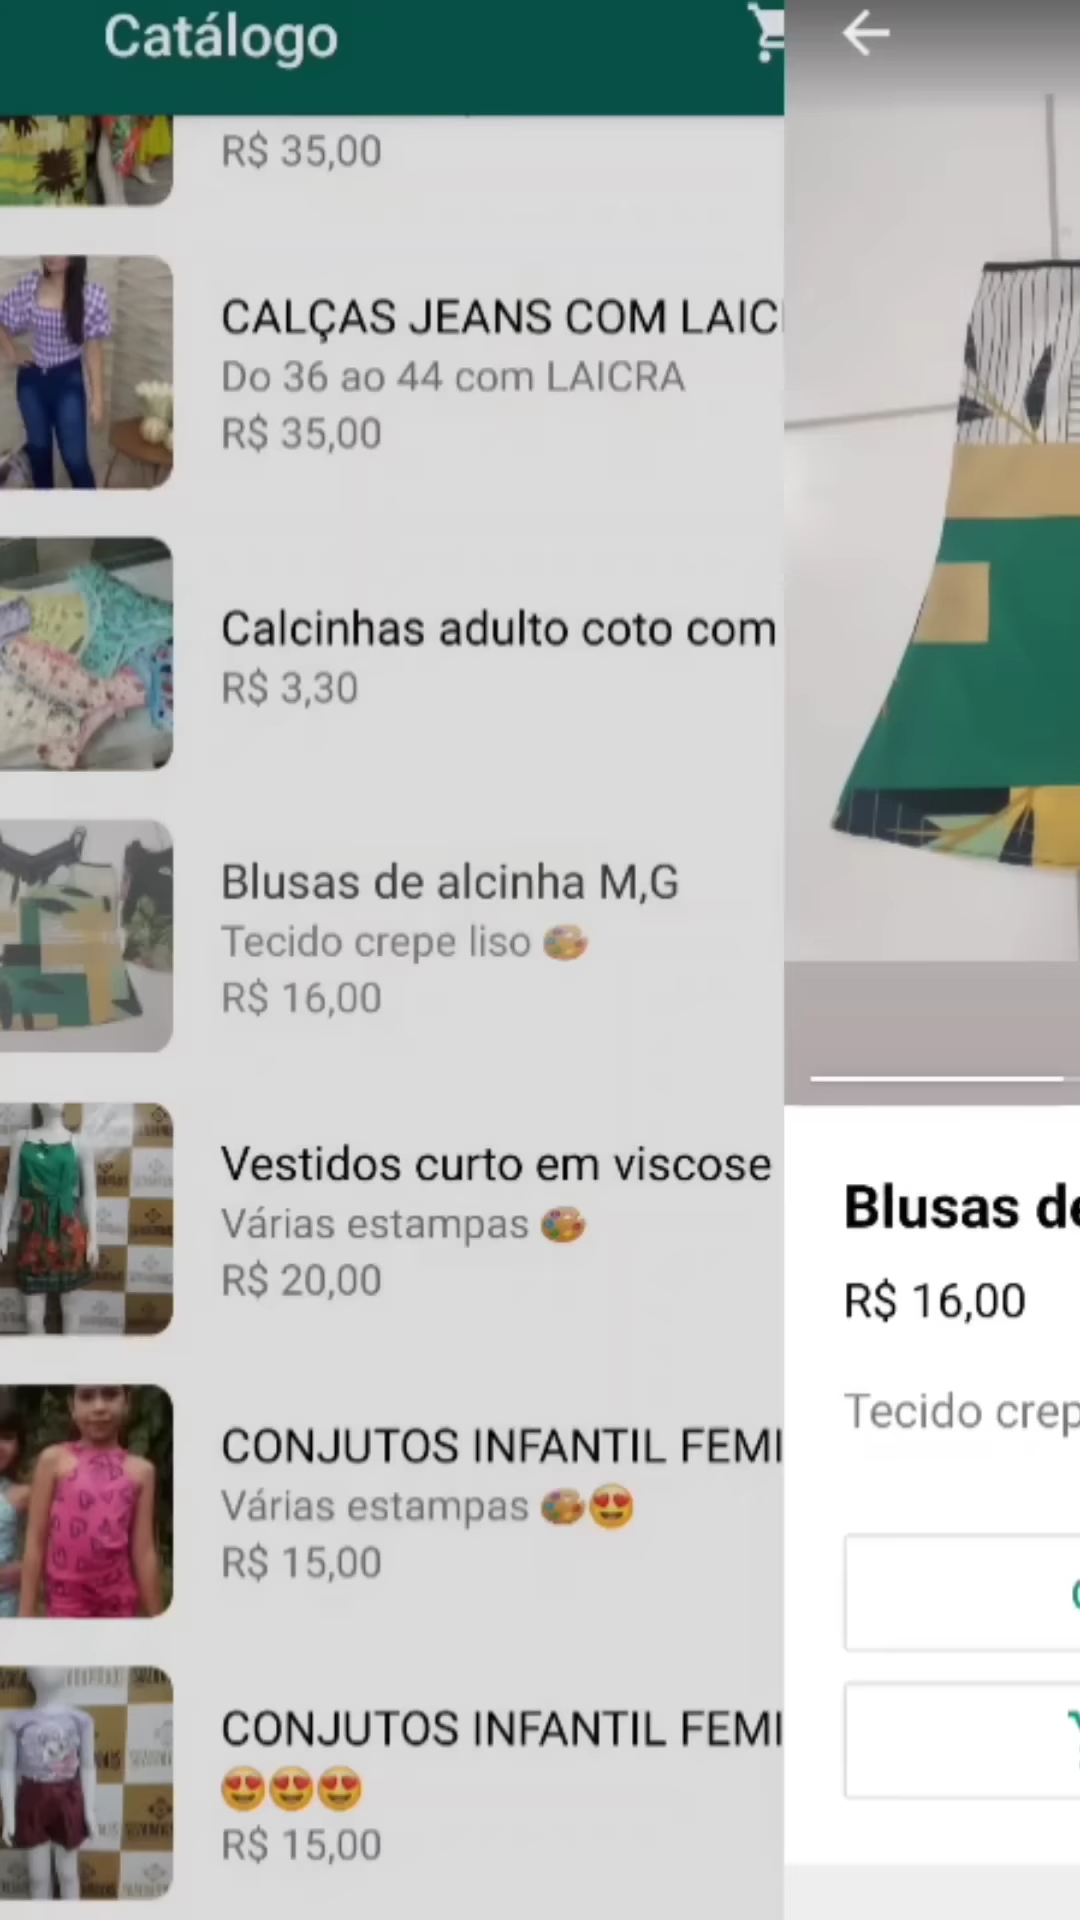 Catálogo
R$ 35,00
CALÇAS JEANS COM LAIC
Do 36 ao 44 com LAICRA
R$ 35,00
Calcinhas adulto coto com
R$ 3,30
Blusas de alcinha M,G
Tecido crepe liso 🎨
R$ 16,00
Vestidos curto em viscose
Várias estampas 🎨
R$ 20,00
CONJUTOS INFANTIL FEMI
Várias estampas 🎨😍
R$ 15,00
CONJUTOS INFANTIL FEMI
😍😍😍
R$ 15,00
Blusas de
R$ 16,00
Tecido crep